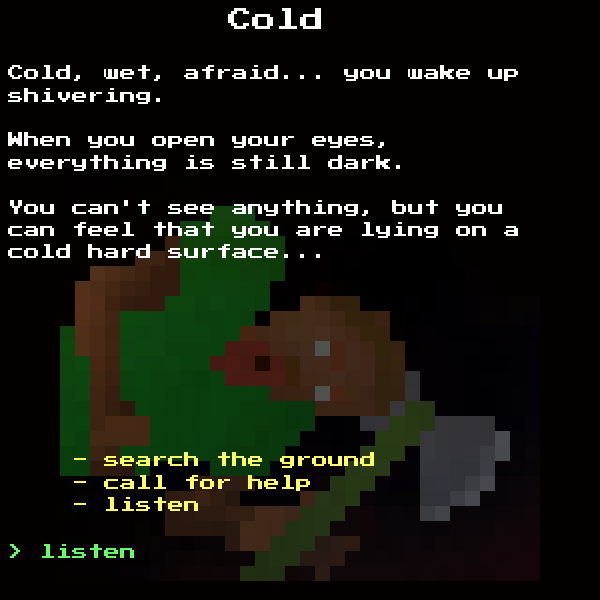 Cold
Cold, wet, afraid... you wake up
shivering.
When you open your eyes,
everything is still dark.
You can't see anything, but you
can feel that you are lying on a
cold hard surface...
- search the ground
- call for help
- listen
> listen